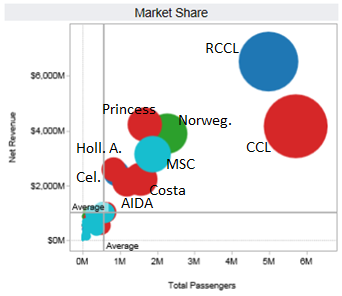 Market Share
Net Revenue
$6,000M
$4,000M
$2,000M
$0M
RCCL
Princess
Norweg.
CCL
Holl. A.
MSC
Cel.
Costa
AIDA
Average
Average
0M 1M 2M 3M 4M 5M 6M
Total Passengers